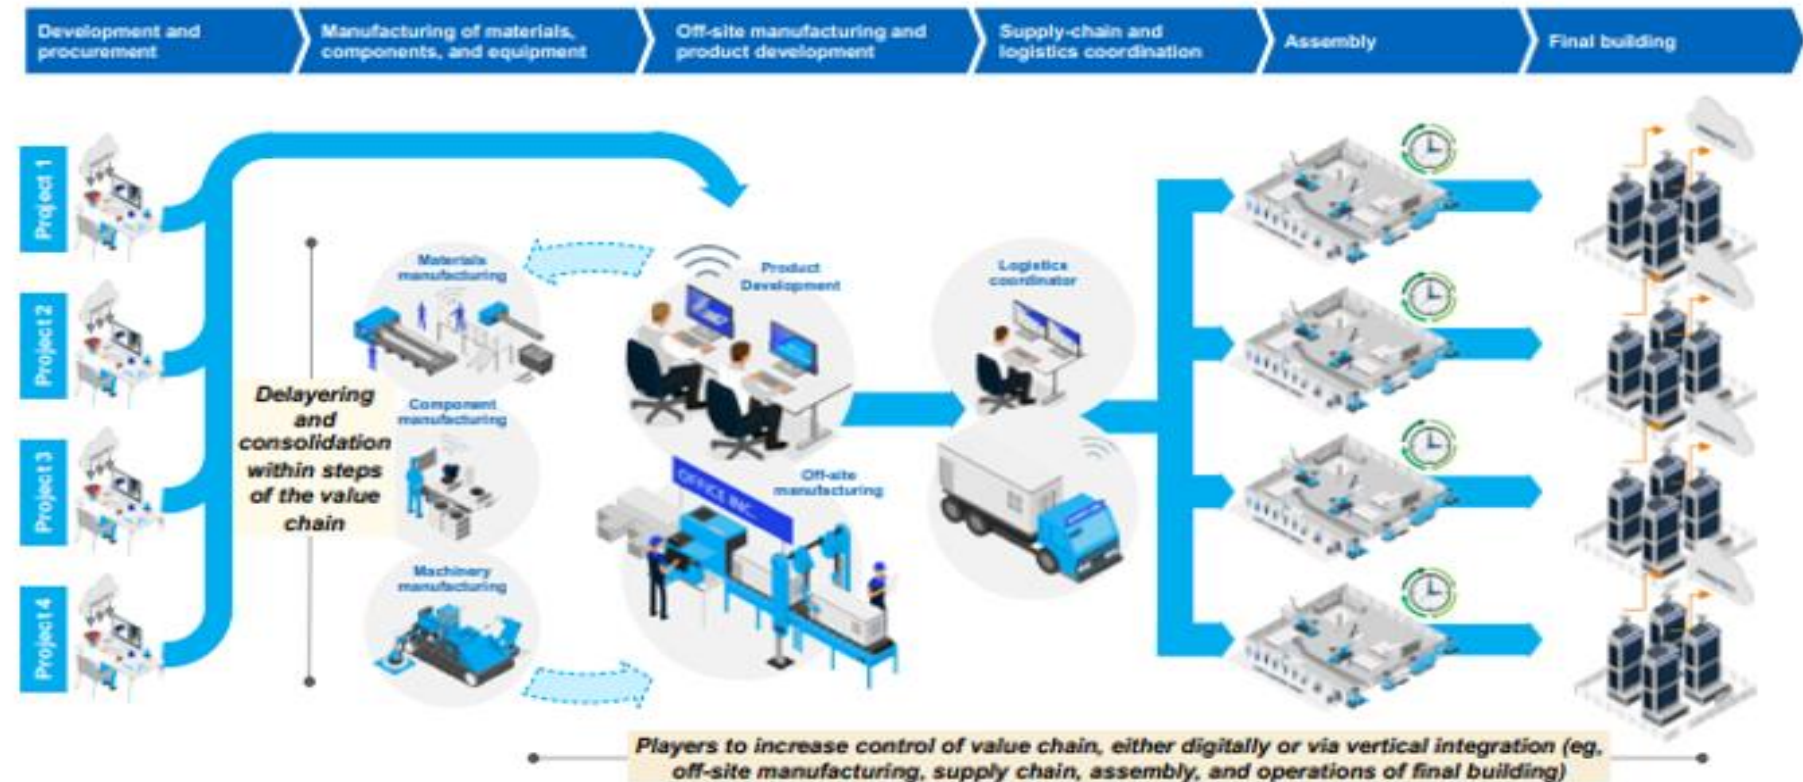 Development and
procurement
Manufacturing of materials,
components, and equipment
Off-site manufacturing and
product development
Supply-chain and
logistics coordination
Assembly
Final building
Project 1
Project 2
Project 3
Project 4
Delayering
and
consolidation
within steps
of the value
chain
Materials
manufacturing
Component
manufacturing
Machinery
manufacturing
Product
Development
Off-site
manufacturing
OFFICE INC.
Logistics
coordinator
Players to increase control of value chain, either digitally or via vertical integration (eg,
off-site manufacturing, supply chain, assembly, and operations of final building)